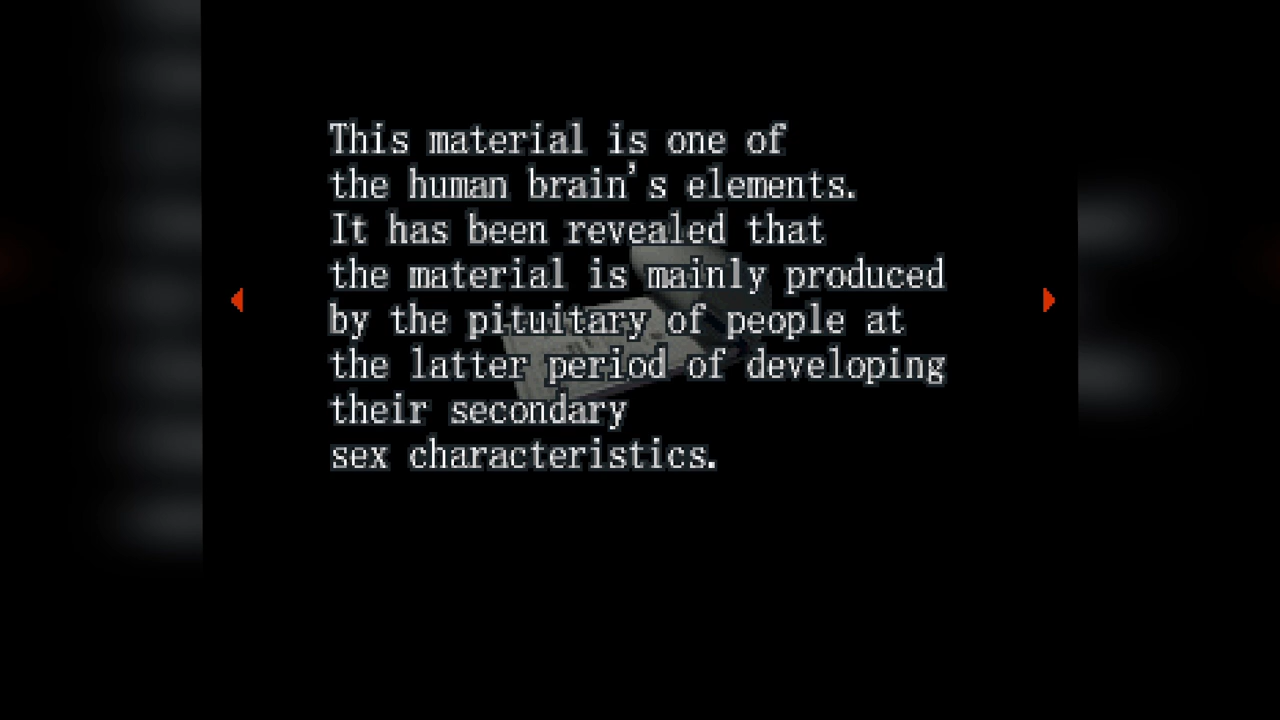 This material is one of
the human brain's elements.
It has been revealed that
the material is mainly produced
by the pituitary of people at
the latter period of developing
their secondary
sex characteristics.